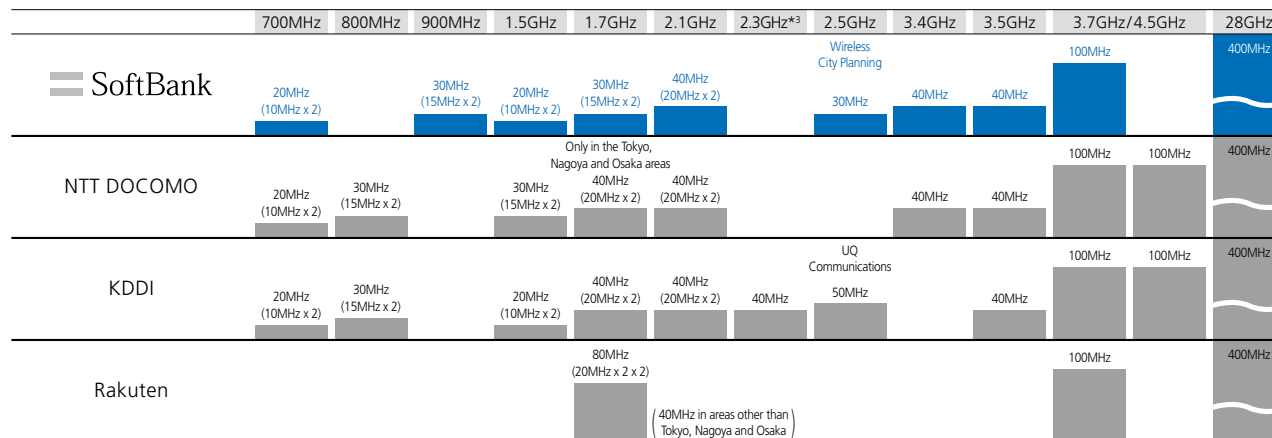 700MHz 800MHz 900MHz 1.5GHz 1.7GHz 2.1GHz 2.3GHz*3 2.5GHz 3.4GHz 3.5GHz 3.7GHz/4.5GHz 28GHz
SoftBank
20MHz
(10MHz x 2)
30MHz
(15MHz x 2)
20MHz
(10MHz x 2)
30MHz
(15MHz x 2)
40MHz
(20MHz x 2)
Wireless
City Planning
30MHz
40MHz
40MHz
100MHz
400MHz
NTT DOCOMO
20MHz
(10MHz x 2)
30MHz
(15MHz x 2)
30MHz
(15MHz x 2)
Only in the Tokyo,
Nagoya and Osaka areas
40MHz
(20MHz x 2)
40MHz
(20MHz x 2)
40MHz
40MHz
100MHz
100MHz
400MHz
KDDI
20MHz
(10MHz x 2)
30MHz
(15MHz x 2)
20MHz
(10MHz x 2)
40MHz
(20MHz x 2)
40MHz
(20MHz x 2)
40MHz
UQ
Communications
50MHz
40MHz
100MHz
100MHz
400MHz
Rakuten
80MHz
(20MHz x 2 x 2)
(40MHz in areas other than
Tokyo, Nagoya and Osaka)
100MHz
400MHz